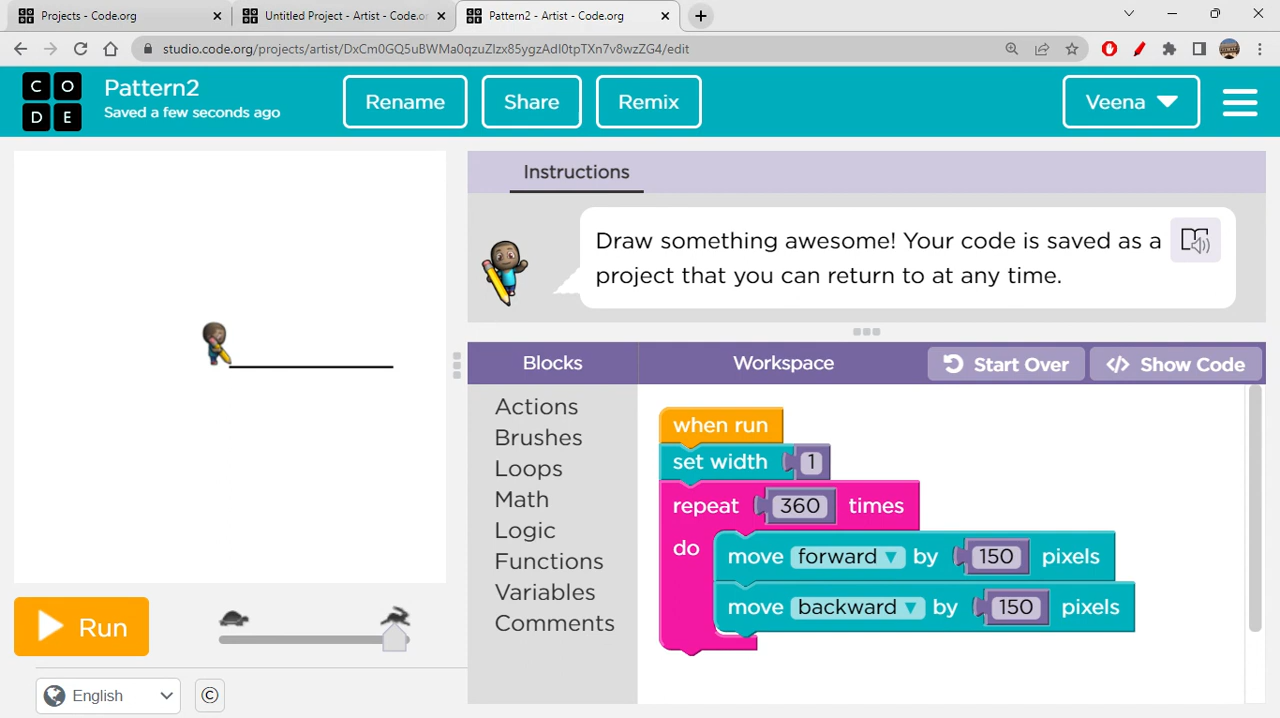 Projects - Code.org
Untitled Project - Artist - Code.or
Pattern2 - Artist - Code.org
studio.code.org/projects/artist/DxCm0GQ5uBWMa0qzuZIzx85ygzAdI0tpTXn7v8wzZG4/edit
C O
D E
Pattern2
Saved a few seconds ago
Rename
Share
Remix
Veena
Instructions
Draw something awesome! Your code is saved as a
project that you can return to at any time.
Blocks
Workspace
Start Over
</> Show Code
Actions
Brushes
Loops
Math
Logic
Functions
Variables
Comments
when run
set width 1
repeat 360 times
do
move forward by 150 pixels
move backward by 150 pixels
Run
English
©